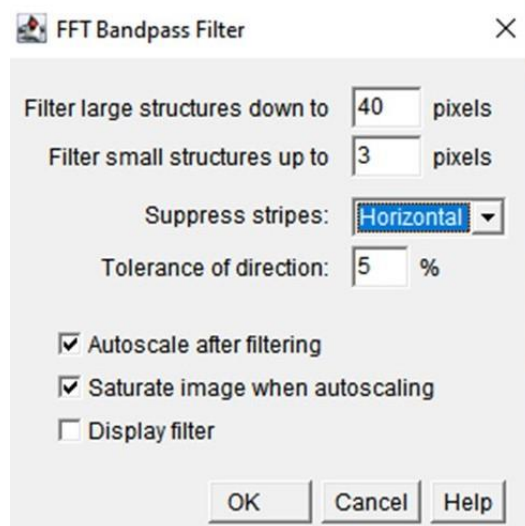 FFT Bandpass Filter
Filter large structures down to 40 pixels
Filter small structures up to 3 pixels
Suppress stripes: Horizontal
Tolerance of direction: 5 %
Autoscale after filtering
Saturate image when autoscaling
Display filter
OK Cancel Help